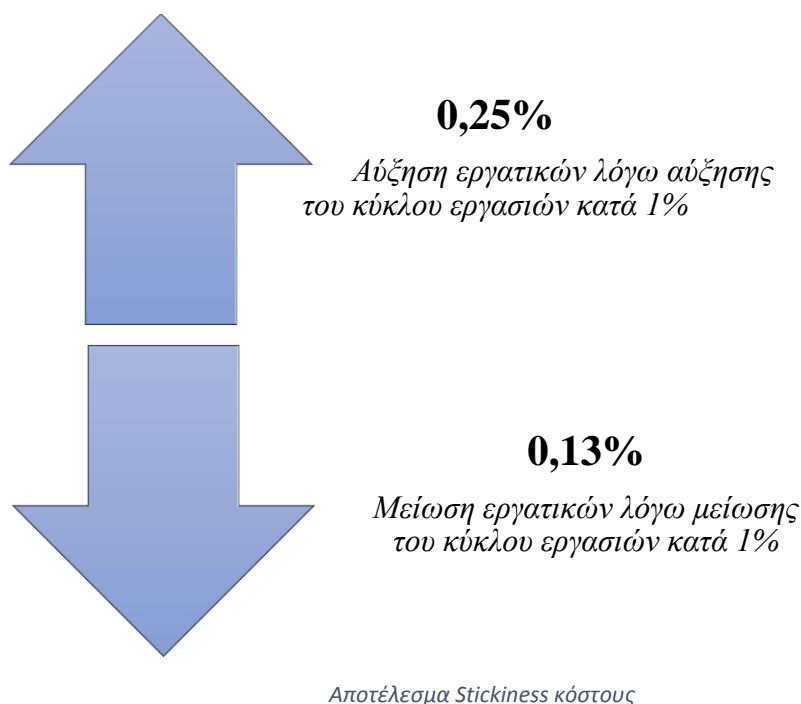 0,25%
Αύξηση εργατικών λόγω αύξησης
του κύκλου εργασιών κατά 1%
0,13%
Μείωση εργατικών λόγω μείωσης
του κύκλου εργασιών κατά 1%
Αποτέλεσμα Stickiness κόστους